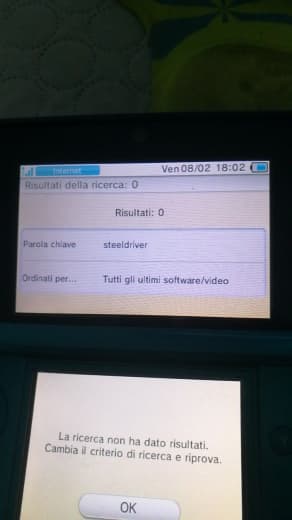 Internet
Ven 08/02 18:02
Risultati della ricerca: 0
Risultati: 0
Parola chiave steeldriver
Ordinati per... Tutti gli ultimi software/video
La ricerca non ha dato risultati.
Cambia il criterio di ricerca e riprova.
OK